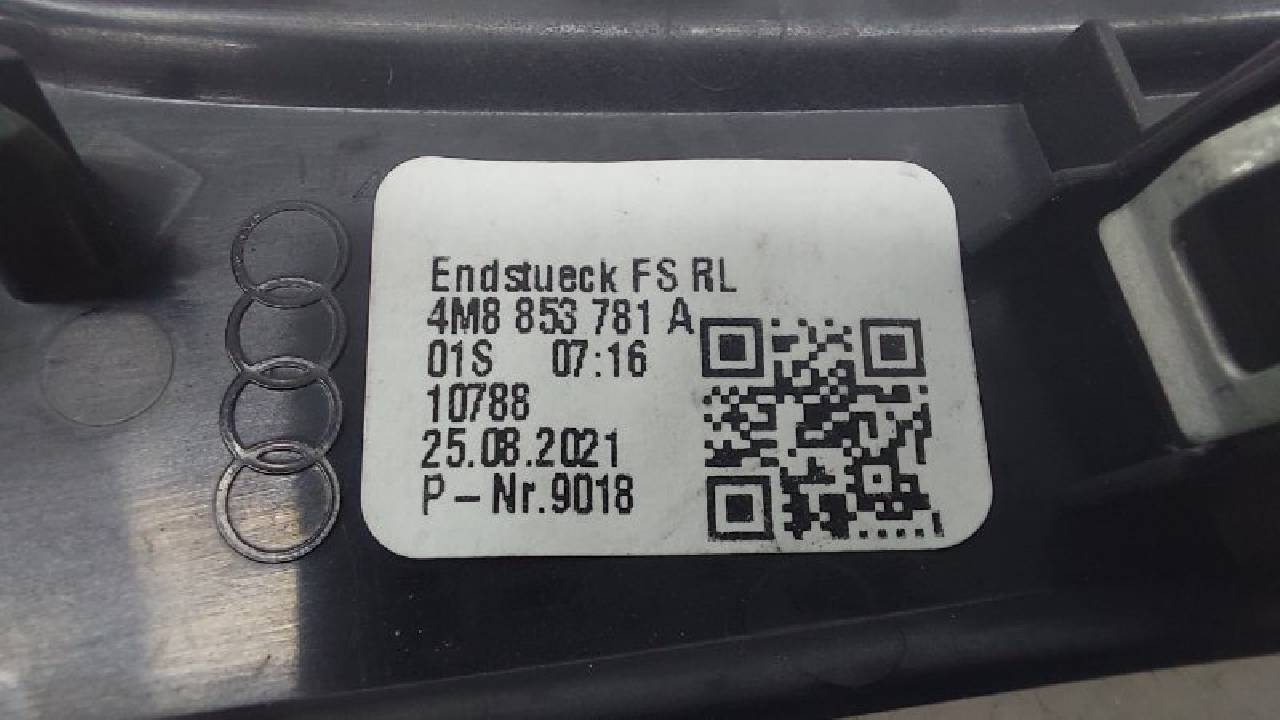 Endstueck FS RL
4M8 853 781 A
01S 07:16
10788
25.08.2021
P-Nr.9018